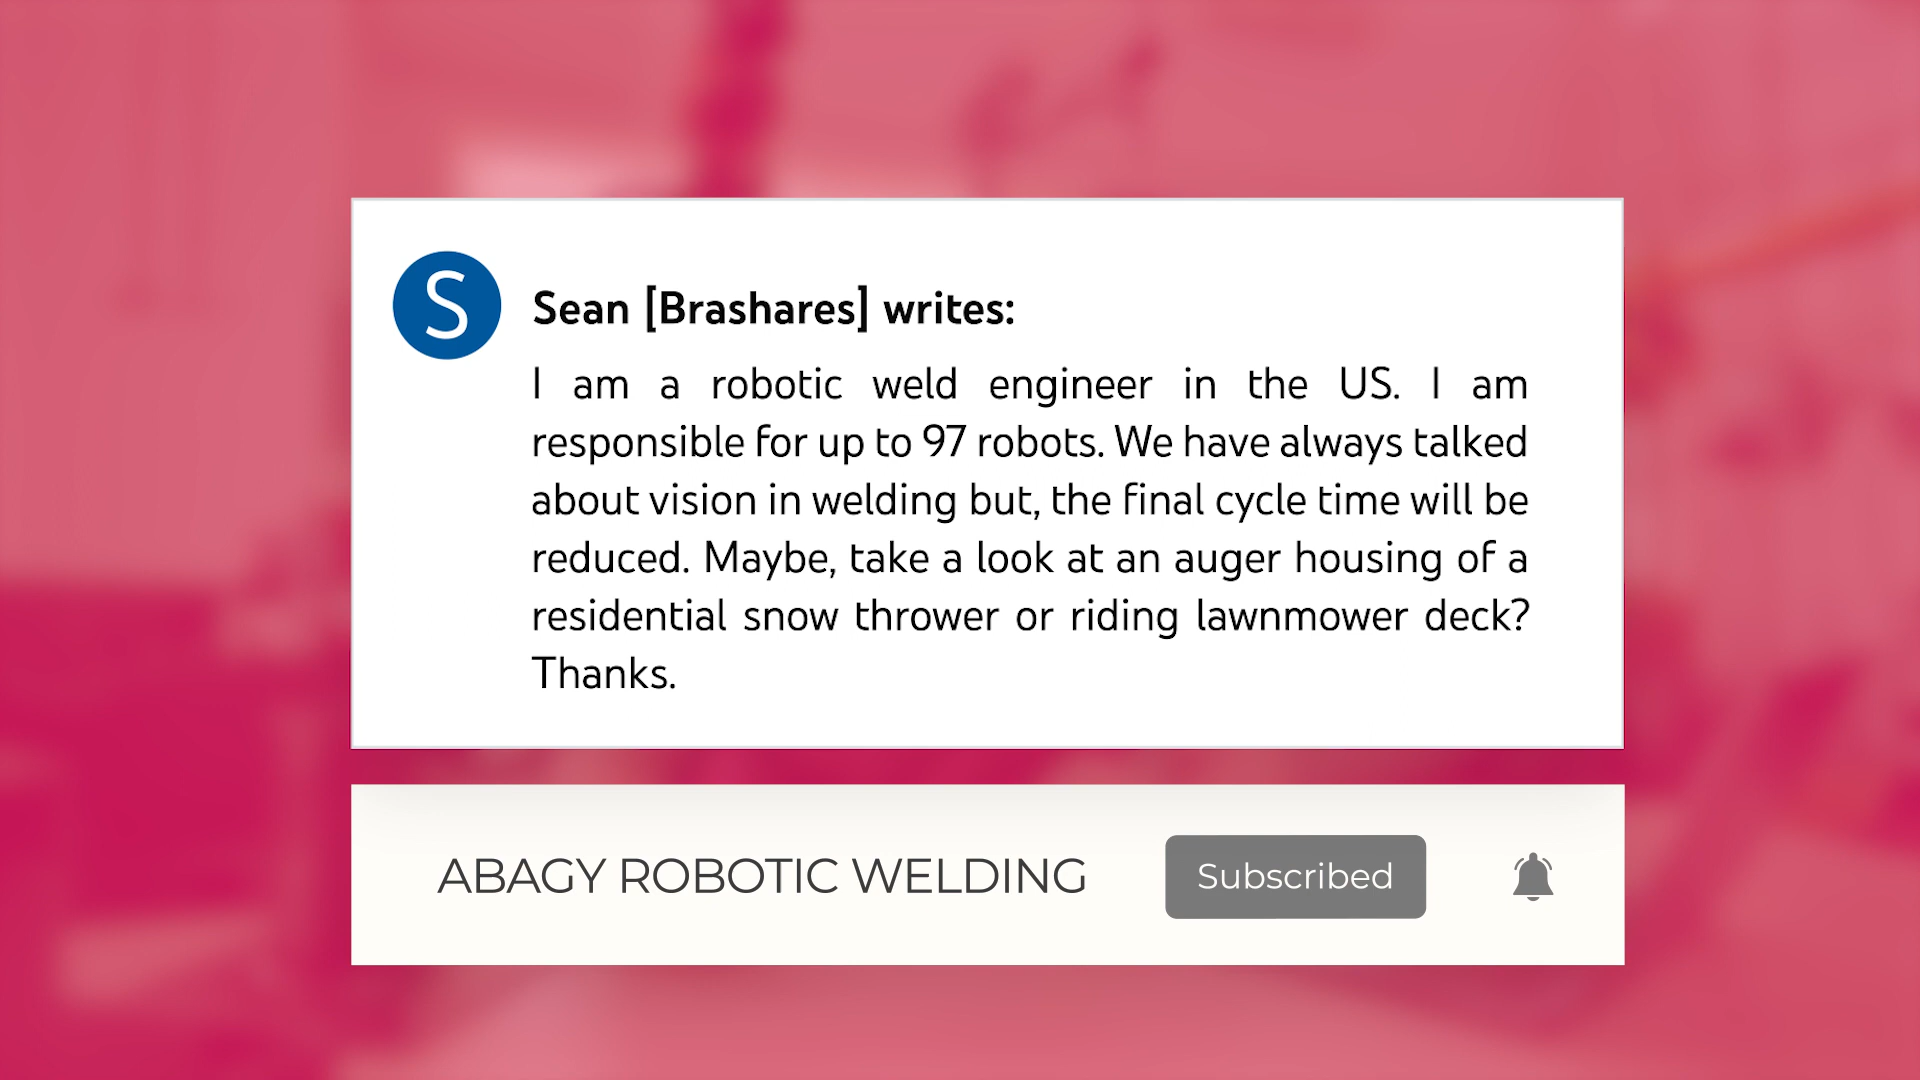 S
Sean [Brashares] writes:
I am a robotic weld engineer in the US. I am
responsible for up to 97 robots. We have always talked
about vision in welding but, the final cycle time will be
reduced. Maybe, take a look at an auger housing of a
residential snow thrower or riding lawnmower deck?
Thanks.
ABAGY ROBOTIC WELDING
Subscribed